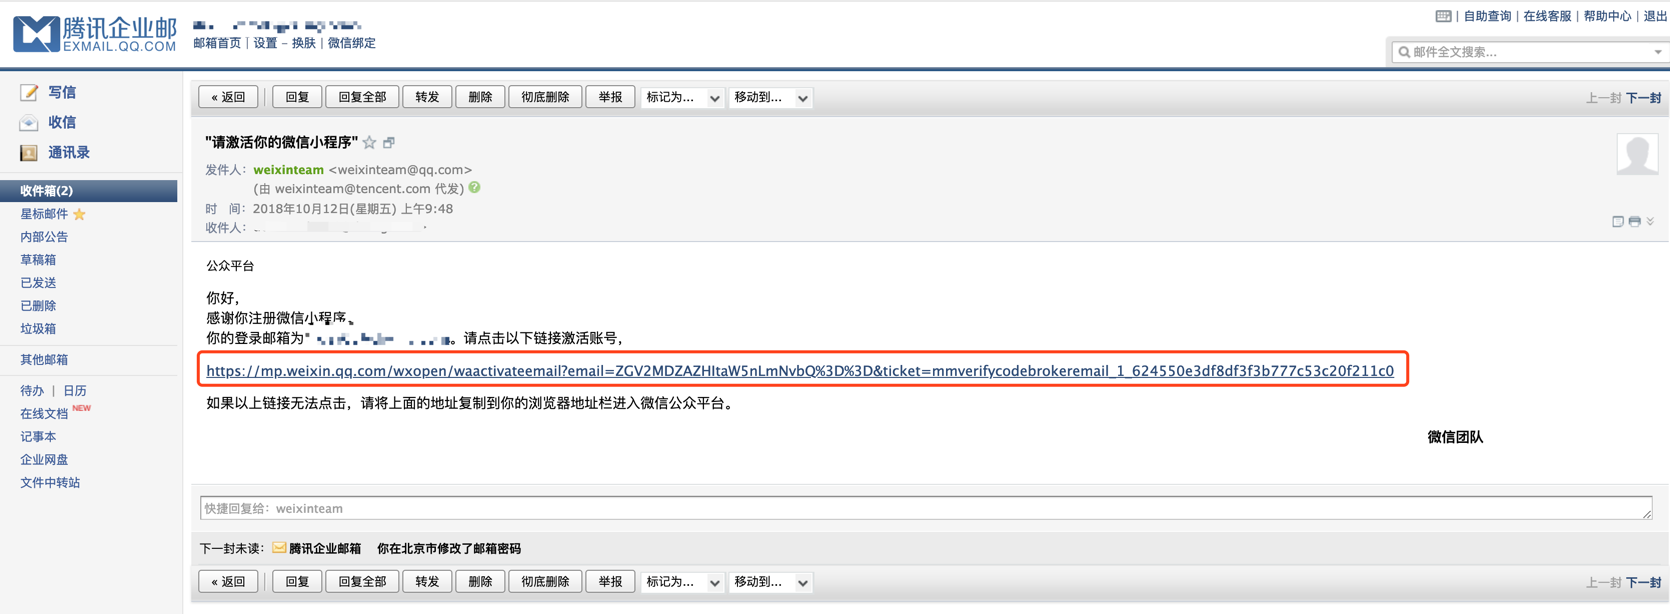 腾讯企业邮
EXMAIL.QQ.COM
邮箱首页 | 设置 - 换肤 | 微信绑定
| 自助查询 | 在线客服 | 帮助中心 | 退出
邮件全文搜索...
写信
收信
通讯录
收件箱(2)
星标邮件
内部公告
草稿箱
已发送
已删除
垃圾箱
其他邮箱
待办 | 日历
在线文档 NEW
记事本
企业网盘
文件中转站
« 返回 回复 回复全部 转发 删除 彻底删除 举报 标记为... 移动到... 上一封 下一封
"请激活你的微信小程序"
发件人： weixinteam <weixinteam@qq.com>
(由 weixinteam@tencent.com 代发) ?
时 间： 2018年10月12日(星期五) 上午9:48
收件人：
公众平台
你好,
感谢你注册微信小程序。
你的登录邮箱为"。请点击以下链接激活账号,
https://mp.weixin.qq.com/wxopen/waactivateemail?email=ZGV2MDZAZHItaW5nLmNvbQ%3D%3D&ticket=mmverifycodebrokeremail_1_624550e3df8df3f3b777c53c20f211c0
如果以上链接无法点击，请将上面的地址复制到你的浏览器地址栏进入微信公众平台。
微信团队
快捷回复给：weixinteam
下一封未读： 腾讯企业邮箱 你在北京市修改了邮箱密码
« 返回 回复 回复全部 转发 删除 彻底删除 举报 标记为... 移动到... 上一封 下一封